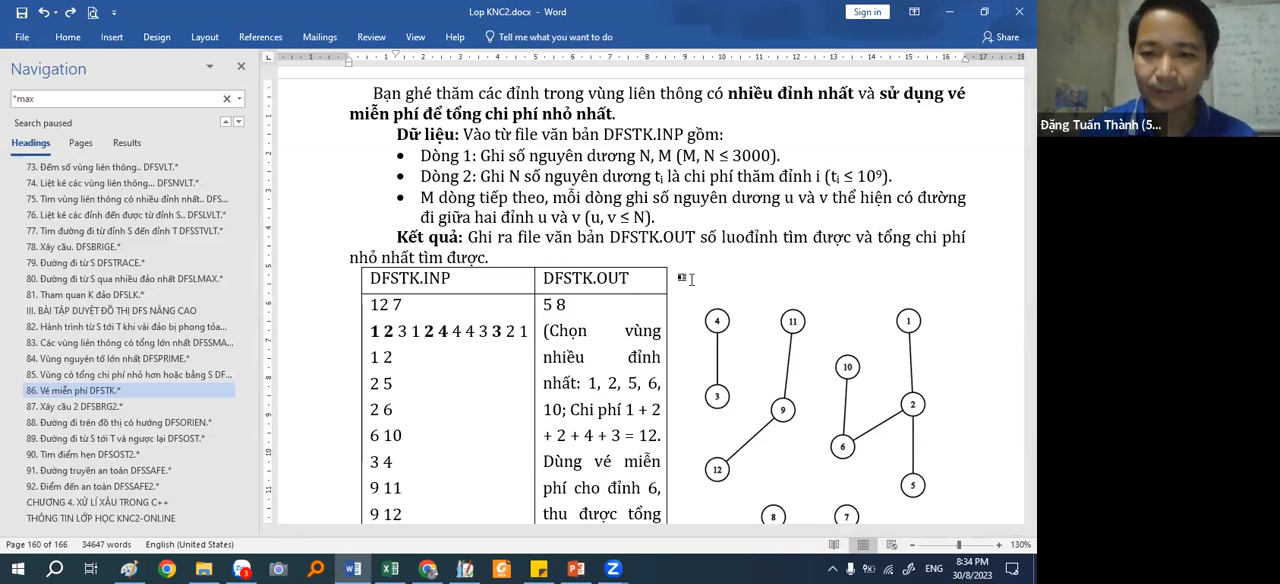 Lop KNC2.docx - Word
Sign in
File Home Insert Design Layout References Mailings Review View Help Tell me what you want to do Share
Navigation
*max
Search paused
Headings Pages Results
73. Đếm số vùng liên thông.. DFSVLT.*
74. Liệt kê các vùng liên thông... DFSNVLT.*
75. Tìm vùng liên thông có nhiều đỉnh nhất.. DFS...
76. Liệt kê các đỉnh đến được từ đỉnh S.. DFSLVLT.*
77. Tìm đường đi từ đỉnh S đến đỉnh T DFSSTVLT.*
78. Xây cầu. DFSBRIGE.*
79. Đường đi từ S DFSTRACE.*
80. Đường đi từ S qua nhiều đảo nhất DFSLMAX.*
81. Tham quan K đảo DFSLK.*
III. BÀI TẬP DUYỆT ĐỒ THỊ DFS NÂNG CAO
82. Hành trình từ S tới T khi vài đảo bị phong tỏa...
83. Các vùng liên thông có tổng lớn nhất DFSSMA...
84. Vùng nguyên tố lớn nhất DFSPRIME.*
85. Vùng có tổng chi phí nhỏ hơn hoặc bằng S DF...
86. Vé miễn phí DFSTK.*
87. Xây cầu 2 DFSBRG2.*
88. Đường đi trên đồ thị có hướng DFSORIEN.*
89. Đường đi từ S tới T và ngược lại DFSOST.*
90. Tìm điểm hẹn DFSOST2.*
91. Đường truyền an toàn DFSSAFE.*
92. Điểm đến an toàn DFSSAFE2.*
CHƯƠNG 4. XỬ LÍ XÂU TRONG C++
THÔNG TIN LỚP HỌC KNC2-ONLINE
Bạn ghé thăm các đỉnh trong vùng liên thông có nhiều đỉnh nhất và sử dụng vé
miễn phí để tổng chi phí nhỏ nhất.
Dữ liệu: Vào từ file văn bản DFSTK.INP gồm:
• Dòng 1: Ghi số nguyên dương N, M (M, N ≤ 3000).
• Dòng 2: Ghi N số nguyên dương tᵢ là chi phí thăm đỉnh i (tᵢ ≤ 10⁹).
• M dòng tiếp theo, mỗi dòng ghi số nguyên dương u và v thể hiện có đường
đi giữa hai đỉnh u và v (u, v ≤ N).
Kết quả: Ghi ra file văn bản DFSTK.OUT số luođỉnh tìm được và tổng chi phí
nhỏ nhất tìm được.
DFSTK.INP
12 7
1 2 3 1 2 4 4 4 3 3 2 1
1 2
2 5
2 6
6 10
3 4
9 11
9 12
DFSTK.OUT
5 8
(Chọn vùng
nhiều đỉnh
nhất: 1, 2, 5, 6,
10; Chi phí 1 + 2
+ 2 + 4 + 3 = 12.
Dùng vé miễn
phí cho đỉnh 6,
thu được tổng
4 11 1
10
3 9 2
6
12 5
8 7
Đặng Tuấn Thành (5...
Page 160 of 166 34647 words English (United States) 130%
ENG
8:34 PM
30/8/2023